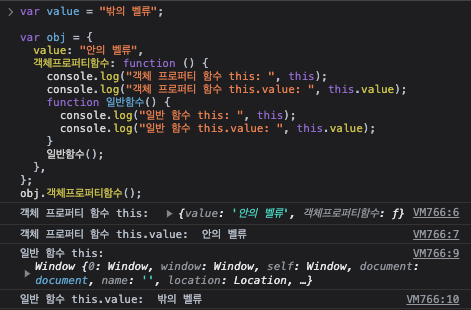 > var value = "밖의 벨류";
var obj = {
value: "안의 벨류",
객체프로퍼티함수: function () {
console.log("객체 프로퍼티 함수 this: ", this);
console.log("객체 프로퍼티 함수 this.value: ", this.value);
function 일반함수() {
console.log("일반 함수 this: ", this);
console.log("일반 함수 this.value: ", this.value);
}
일반함수();
},
};
obj.객체프로퍼티함수();
객체 프로퍼티 함수 this: ▶ {value: '안의 벨류', 객체프로퍼티함수: ƒ} VM766:6
객체 프로퍼티 함수 this.value: 안의 벨류 VM766:7
일반 함수 this: VM766:9
▶ Window {0: Window, window: Window, self: Window, document:
document, name: '', location: Location, …}
일반 함수 this.value: 밖의 벨류 VM766:10